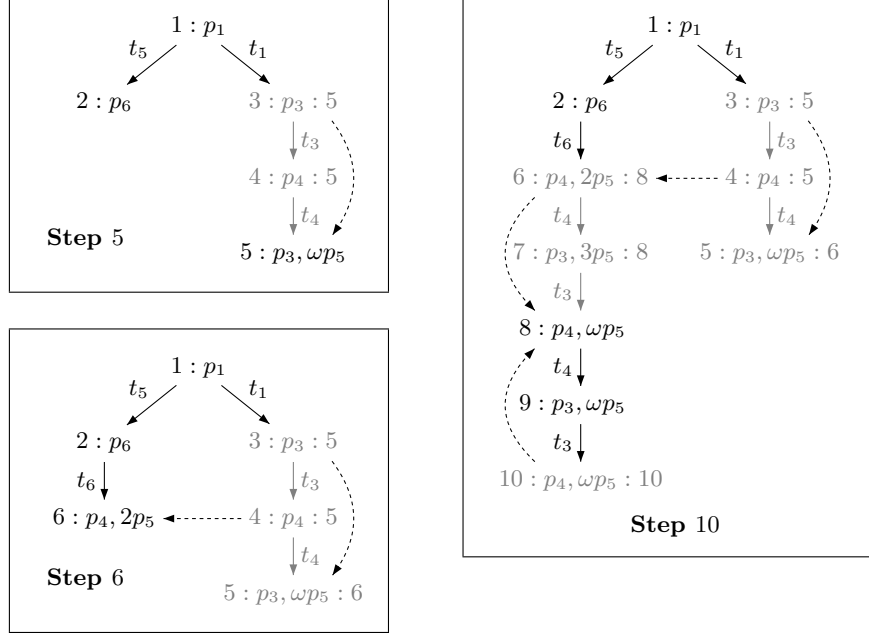 1 : p₁
t₅ t₁
2 : p₆ 3 : p₃ : 5
t₃
4 : p₄ : 5
t₄
5 : p₃, ωp₅
Step 5
1 : p₁
t₅ t₁
2 : p₆ 3 : p₃ : 5
t₆ t₃
6 : p₄, 2p₅ 4 : p₄ : 5
t₄
5 : p₃, ωp₅ : 6
Step 6
1 : p₁
t₅ t₁
2 : p₆ 3 : p₃ : 5
t₆ t₃
6 : p₄, 2p₅ : 8 4 : p₄ : 5
t₄ t₄
7 : p₃, 3p₅ : 8 5 : p₃, ωp₅ : 6
t₃
8 : p₄, ωp₅
t₄
9 : p₃, ωp₅
t₃
10 : p₄, ωp₅ : 10
Step 10